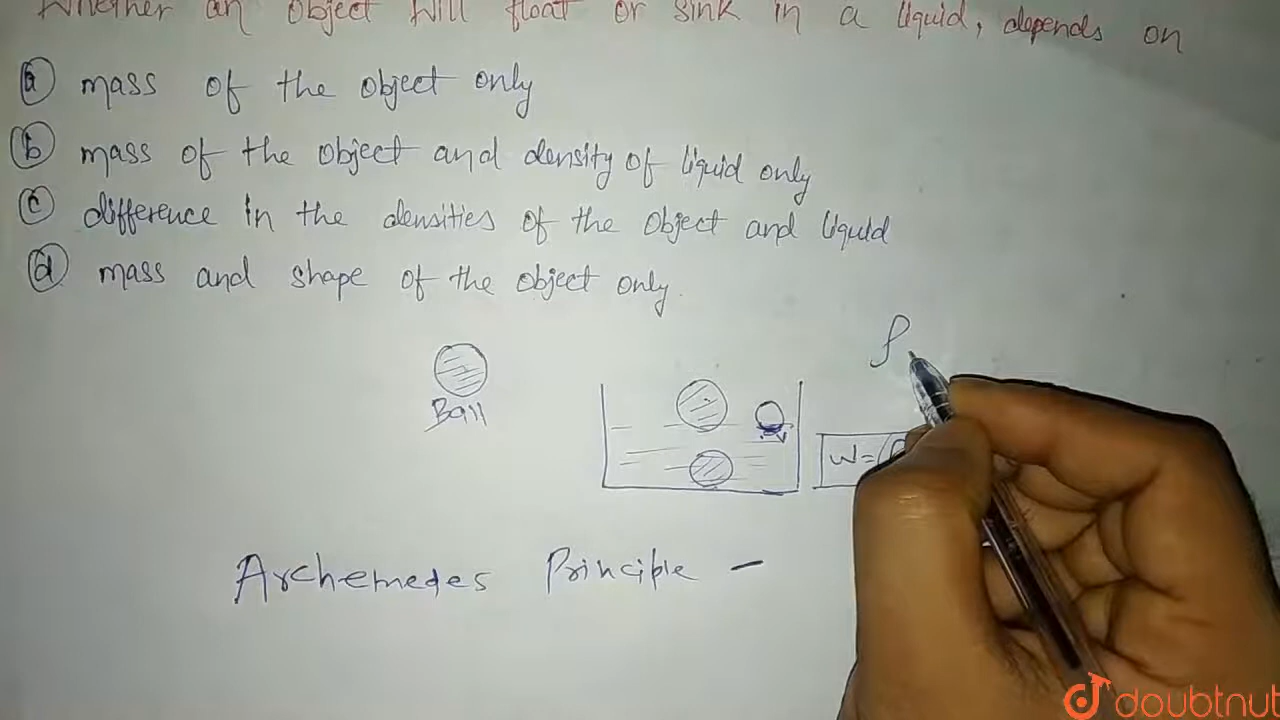 Whether an object will float or sink in a liquid, depends on
(a) mass of the object only
(b) mass of the object and density of liquid only
(c) difference in the densities of the object and liquid
(d) mass and shape of the object only.
ρ
Ball
W=
Archemedes Principle -
doubtnut